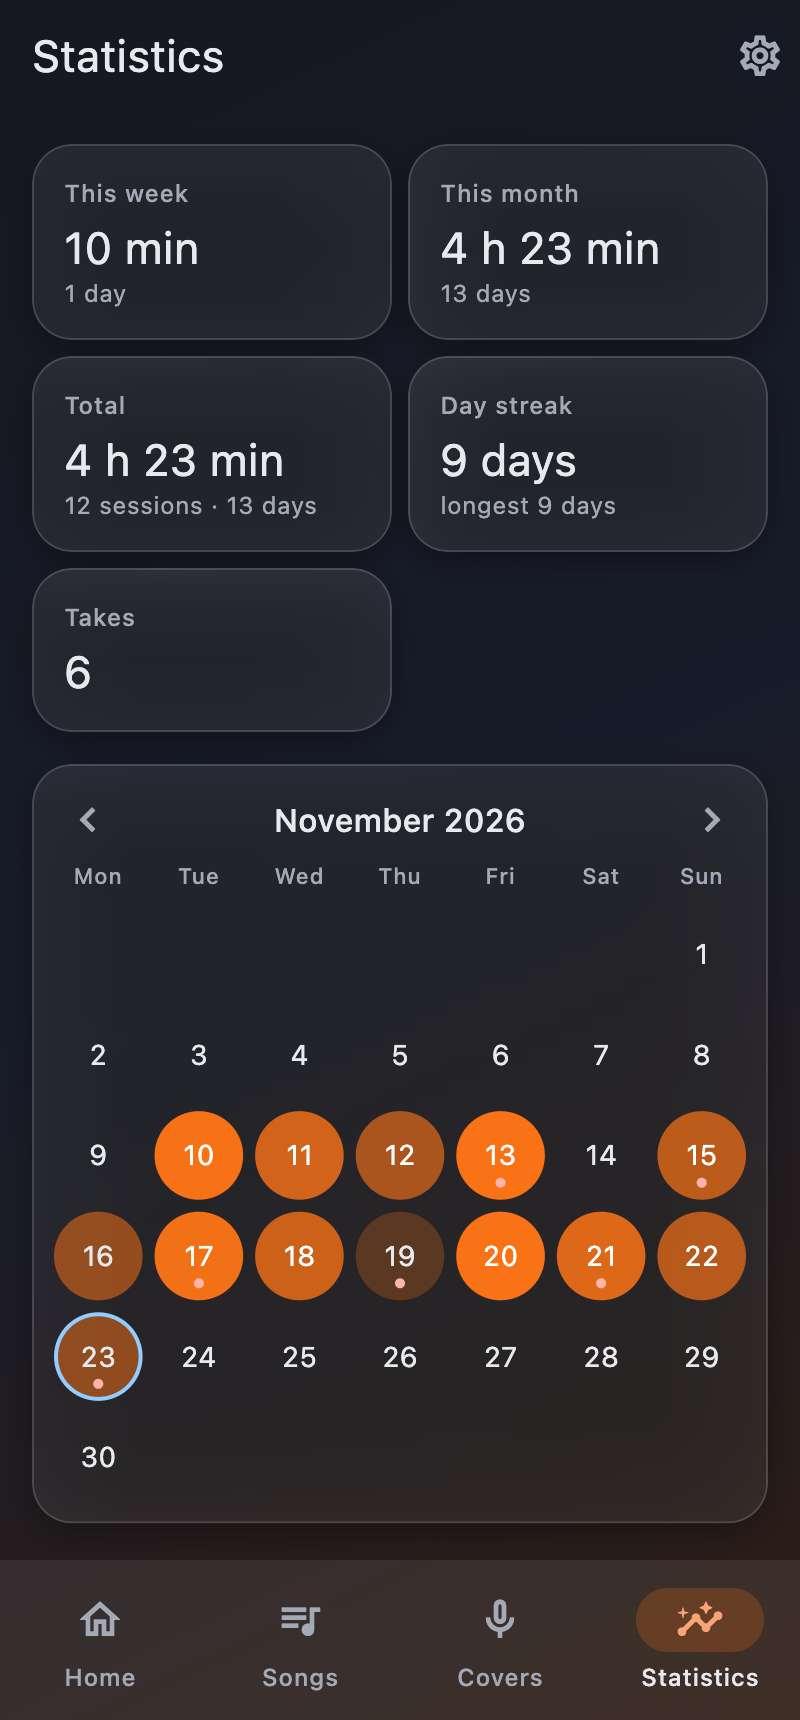 Statistics
This week
10 min
1 day
This month
4 h 23 min
13 days
Total
4 h 23 min
12 sessions · 13 days
Day streak
9 days
longest 9 days
Takes
6
November 2026
Mon Tue Wed Thu Fri Sat Sun
1
2 3 4 5 6 7 8
9 10 11 12 13 14 15
16 17 18 19 20 21 22
23 24 25 26 27 28 29
30
Home Songs Covers Statistics